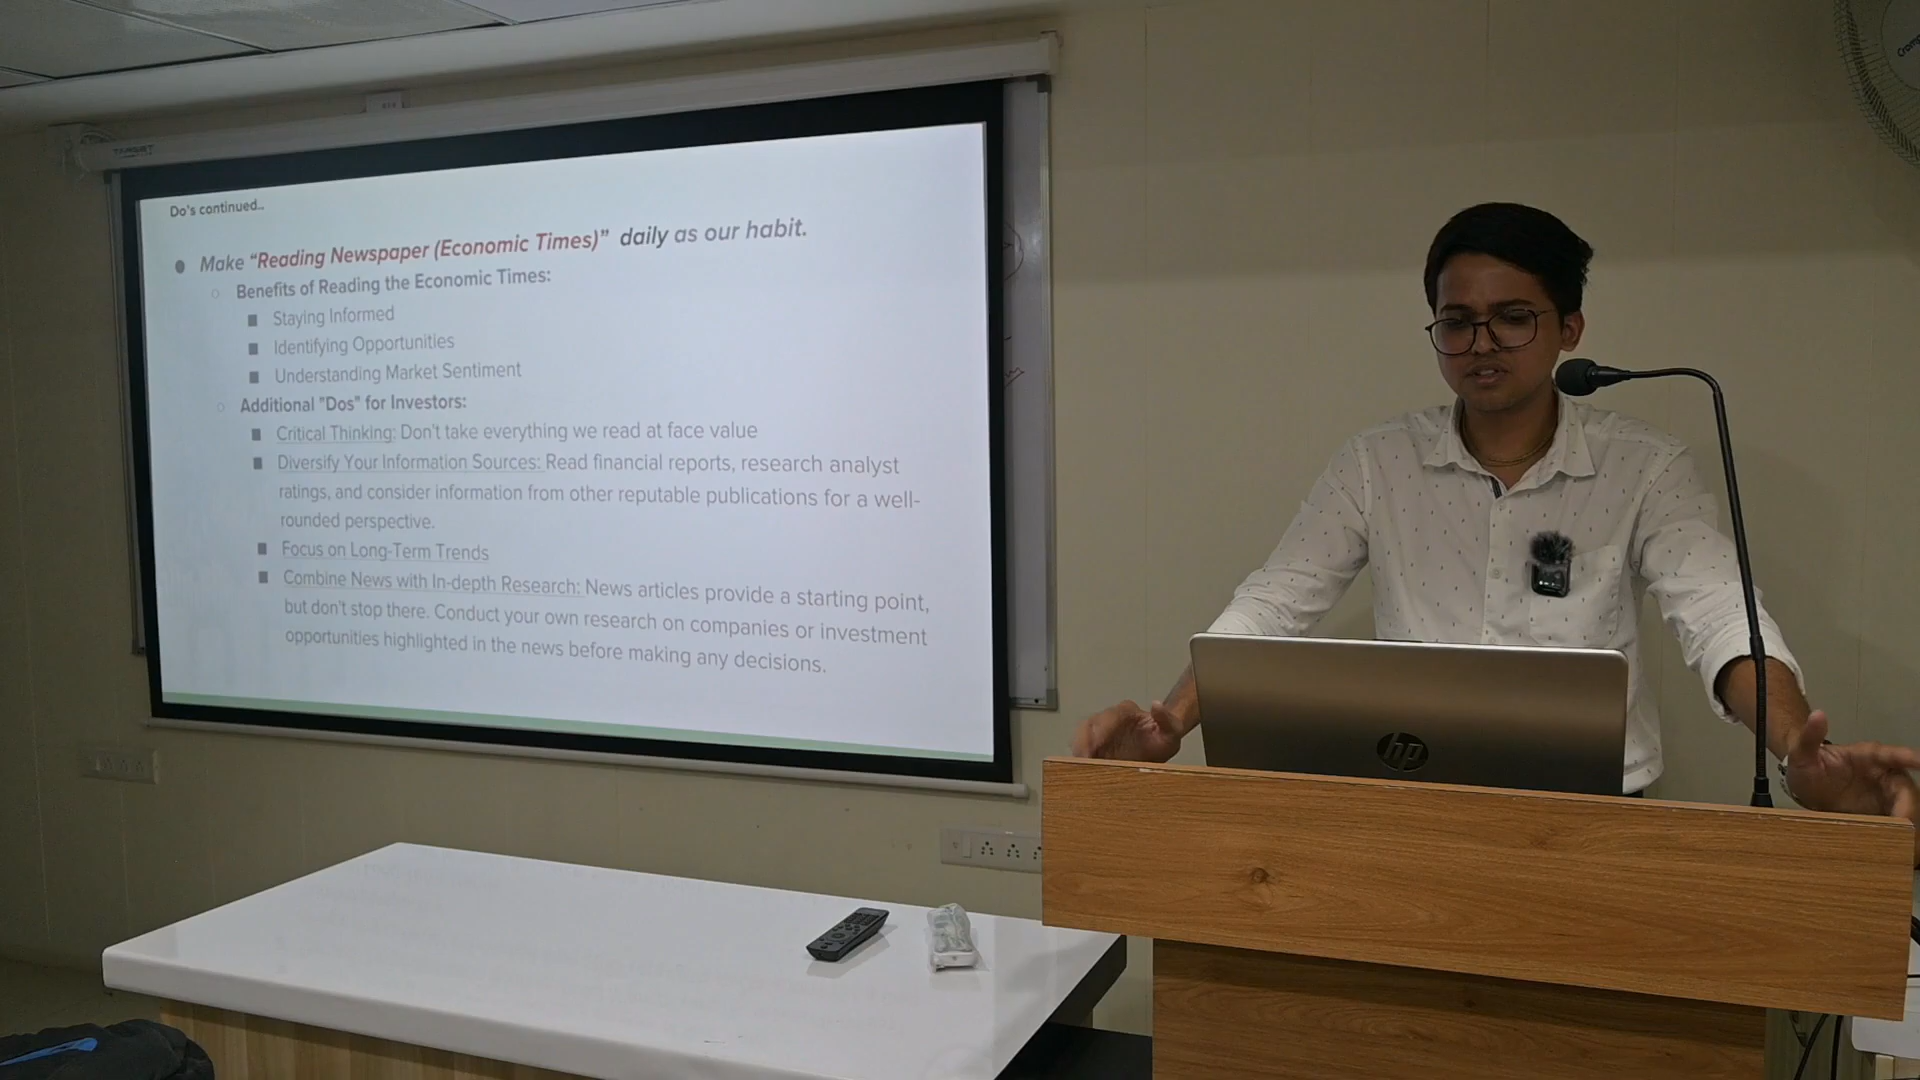 TARGET
Do's continued..
Make “Reading Newspaper (Economic Times)” daily as our habit.
Benefits of Reading the Economic Times:
Staying Informed
Identifying Opportunities
Understanding Market Sentiment
Additional "Dos" for Investors:
Critical Thinking: Don't take everything we read at face value
Diversify Your Information Sources: Read financial reports, research analyst
ratings, and consider information from other reputable publications for a well-
rounded perspective.
Focus on Long-Term Trends
Combine News with In-depth Research: News articles provide a starting point,
but don't stop there. Conduct your own research on companies or investment
opportunities highlighted in the news before making any decisions.
hp